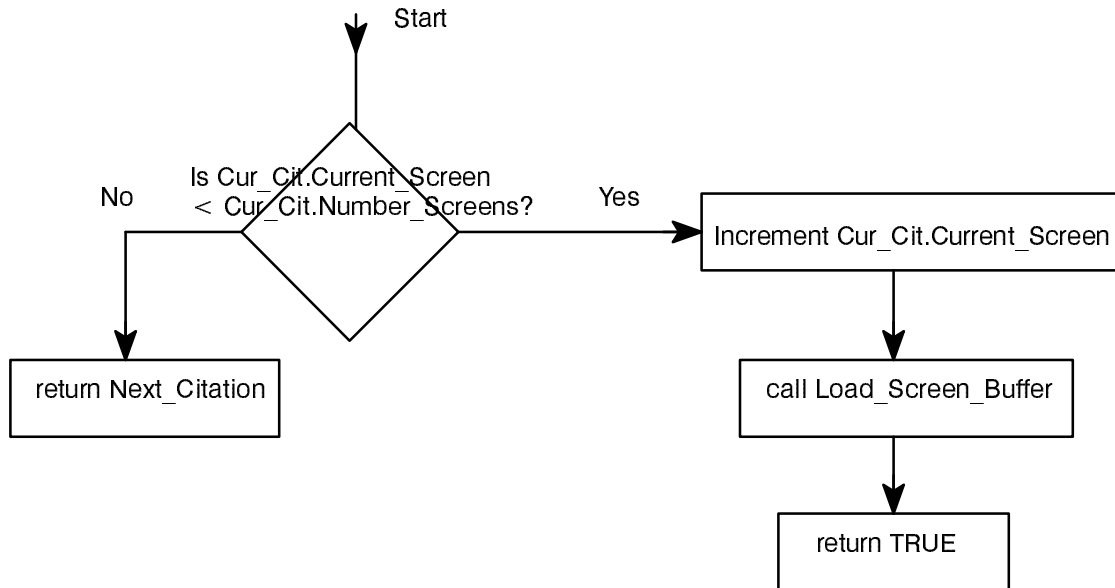 Start
Is Cur_Cit.Current_Screen
< Cur_Cit.Number_Screens?
No
Yes
Increment Cur_Cit.Current_Screen
return Next_Citation
call Load_Screen_Buffer
return TRUE